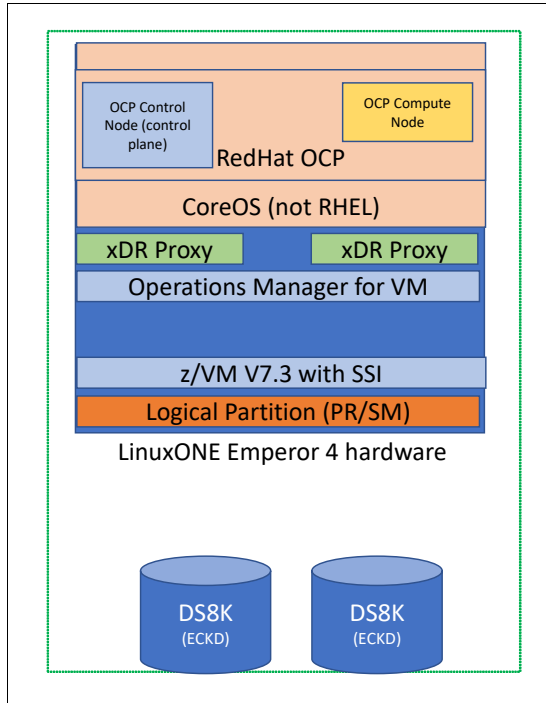 OCP Control
Node (control
plane)
OCP Compute
Node
RedHat OCP
CoreOS (not RHEL)
xDR Proxy
xDR Proxy
Operations Manager for VM
z/VM V7.3 with SSI
Logical Partition (PR/SM)
LinuxONE Emperor 4 hardware
DS8K
(ECKD)
DS8K
(ECKD)